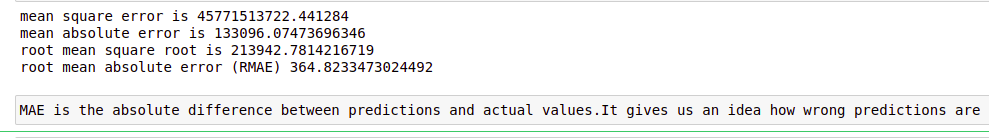 mean square error is 45771513722.441284
mean absolute error is 133096.07473696346
root mean square root is 213942.7814216719
root mean absolute error (RMAE) 364.8233473024492
MAE is the absolute difference between predictions and actual values.It gives us an idea how wrong predictions are